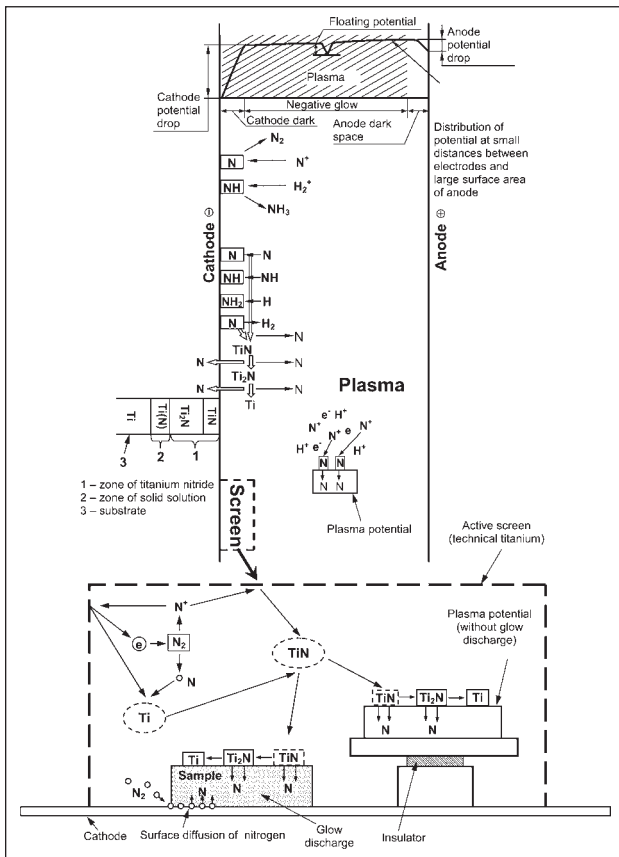 Floating potential
Anode
potential
drop
Plasma
Cathode
potential
drop
Negative glow
Cathode dark
Anode dark
space
Distribution of
potential at small
distances between
electrodes and
large surface area
of anode
N₂
N N⁺
NH H₂⁺
NH₃
Cathode ⊖
Anode ⊕
N N
NH NH
NH₂ H
N H₂
N
TiN
N N
Ti₂N
N N
Ti
Plasma
Ti Ti(N) Ti₂N TiN
3 2 1
e⁻ H⁺
N⁺ N⁺ e N⁺
H⁺ e⁻ H⁺
N N
N N
Plasma potential
1 – zone of titanium nitride
2 – zone of solid solution
3 – substrate
Screen
Active screen
(technical titanium)
N⁺
e N₂
N
Ti
TiN
Plasma potential
(without glow
discharge)
TiN Ti₂N Ti
N N
Ti Ti₂N TiN
Sample
N₂ N N N
Cathode
Surface diffusion of nitrogen
Glow
discharge
Insulator